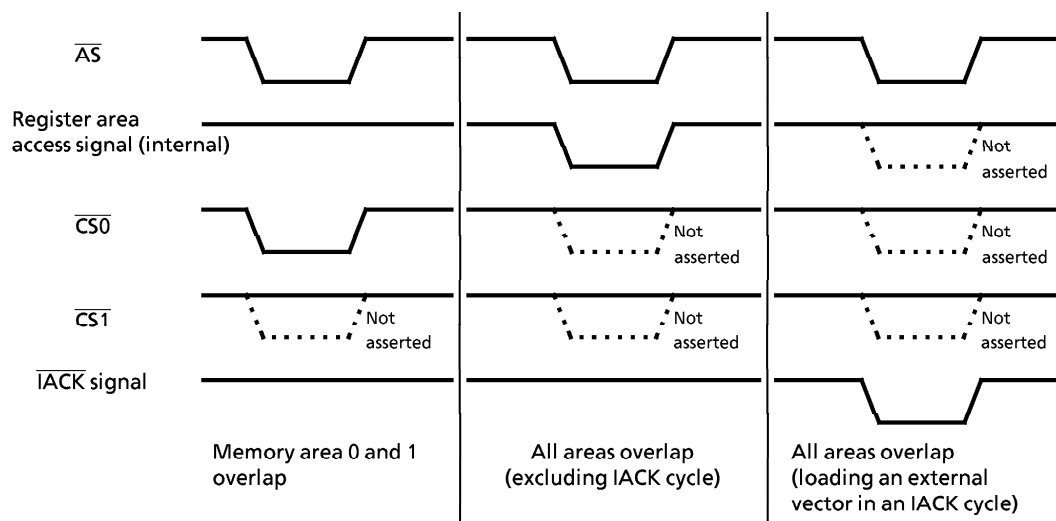 AS
Register area
access signal (internal)
Not
asserted
CS0
Not
asserted
Not
asserted
CS1
Not
asserted
Not
asserted
Not
asserted
IACK signal
Memory area 0 and 1
overlap
All areas overlap
(excluding IACK cycle)
All areas overlap
(loading an external
vector in an IACK cycle)